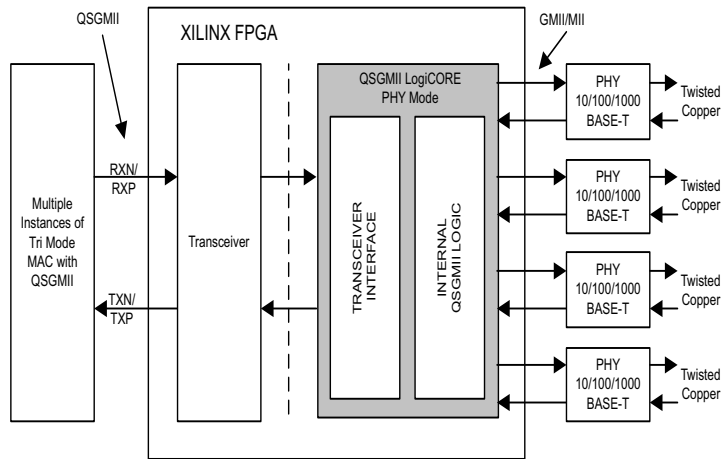 QSGMII
XILINX FPGA
GMII/MII
QSGMII LogiCORE
PHY Mode
PHY
10/100/1000
BASE-T
Twisted
Copper
RXN/
RXP
Multiple
Instances of
Tri Mode
MAC with
QSGMII
Transceiver
TRANSCEIVER
INTERFACE
INTERNAL
QSGMII LOGIC
PHY
10/100/1000
BASE-T
Twisted
Copper
TXN/
TXP
PHY
10/100/1000
BASE-T
Twisted
Copper
PHY
10/100/1000
BASE-T
Twisted
Copper